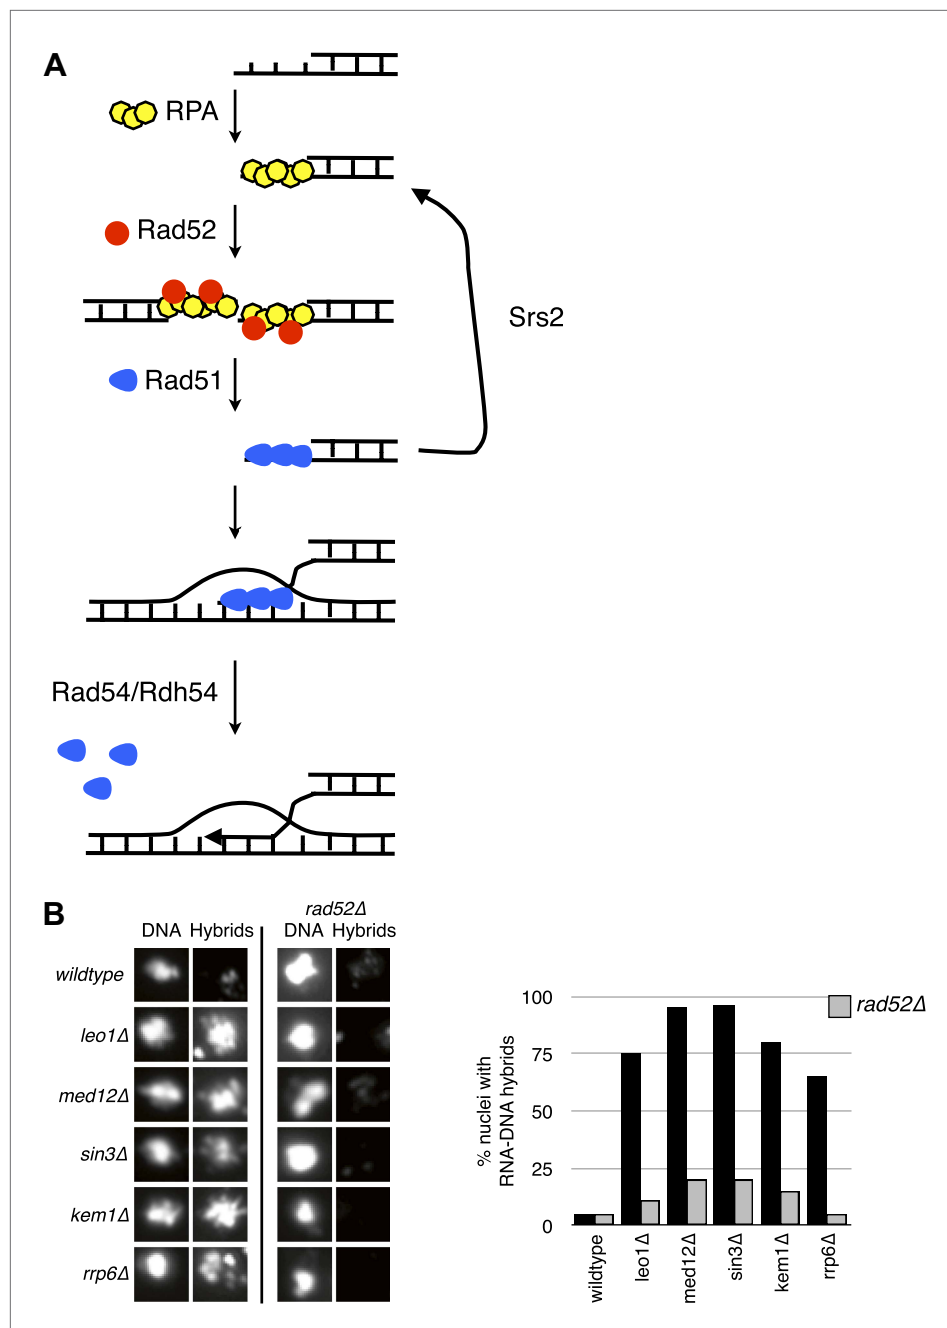 A
RPA
Rad52
Srs2
Rad51
Rad54/Rdh54
B
rad52Δ
DNA Hybrids DNA Hybrids
wildtype
leo1Δ
med12Δ
sin3Δ
kem1Δ
rrp6Δ
% nuclei with
RNA-DNA hybrids
100
75
50
25
0
rad52Δ
wildtype
leo1Δ
med12Δ
sin3Δ
kem1Δ
rrp6Δ